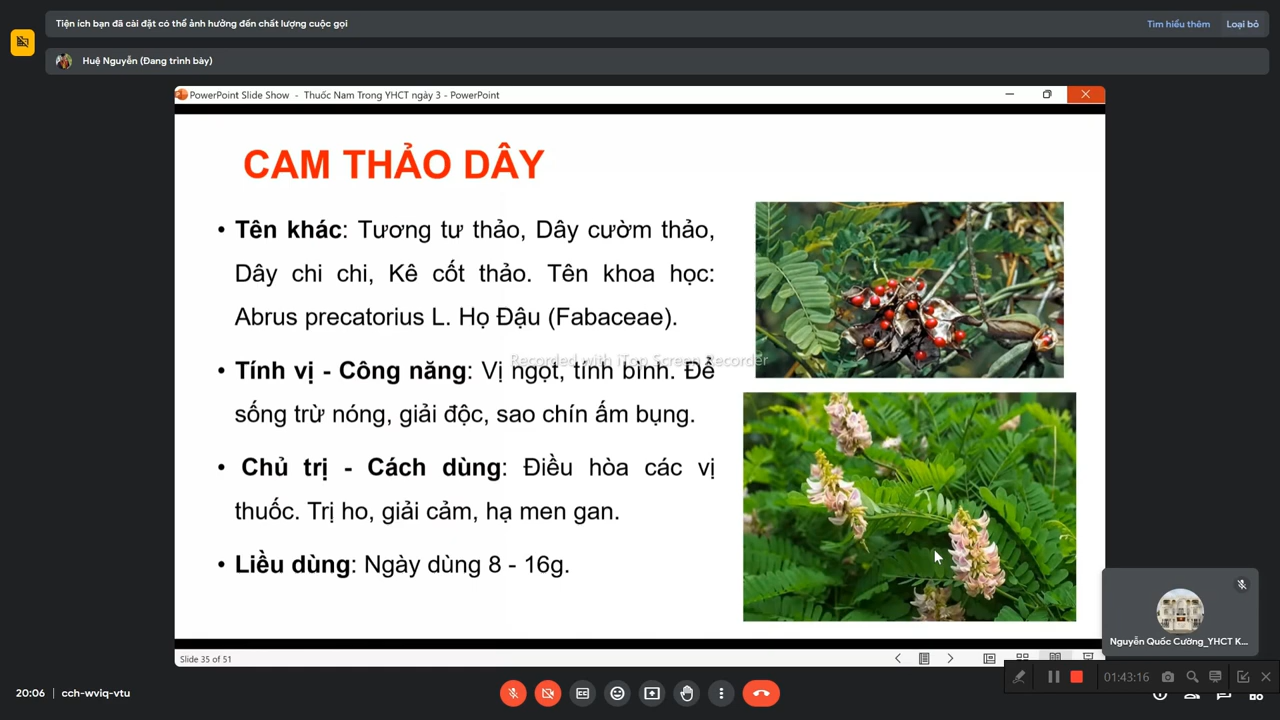 Tiện ích bạn đã cài đặt có thể ảnh hưởng đến chất lượng cuộc gọi
Tìm hiểu thêm
Loại bỏ
Huệ Nguyễn (Đang trình bày)
PowerPoint Slide Show - Thuốc Nam Trong YHCT ngày 3 - PowerPoint
CAM THẢO DÂY
• Tên khác: Tương tư thảo, Dây cườm thảo,
Dây chi chi, Kê cốt thảo. Tên khoa học:
Abrus precatorius L. Họ Đậu (Fabaceae).
Recorded with iTop Screen Recorder
• Tính vị - Công năng: Vị ngọt, tính bình. Để
sống trừ nóng, giải độc, sao chín ấm bụng.
• Chủ trị - Cách dùng: Điều hòa các vị
thuốc. Trị ho, giải cảm, hạ men gan.
• Liều dùng: Ngày dùng 8 - 16g.
Nguyễn Quốc Cường_YHCT K...
Slide 35 of 51
01:43:16
20:06 | cch-wviq-vtu